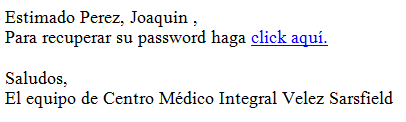 Estimado Perez, Joaquin ,
Para recuperar su password haga click aquí.
Saludos,
El equipo de Centro Médico Integral Velez Sarsfield